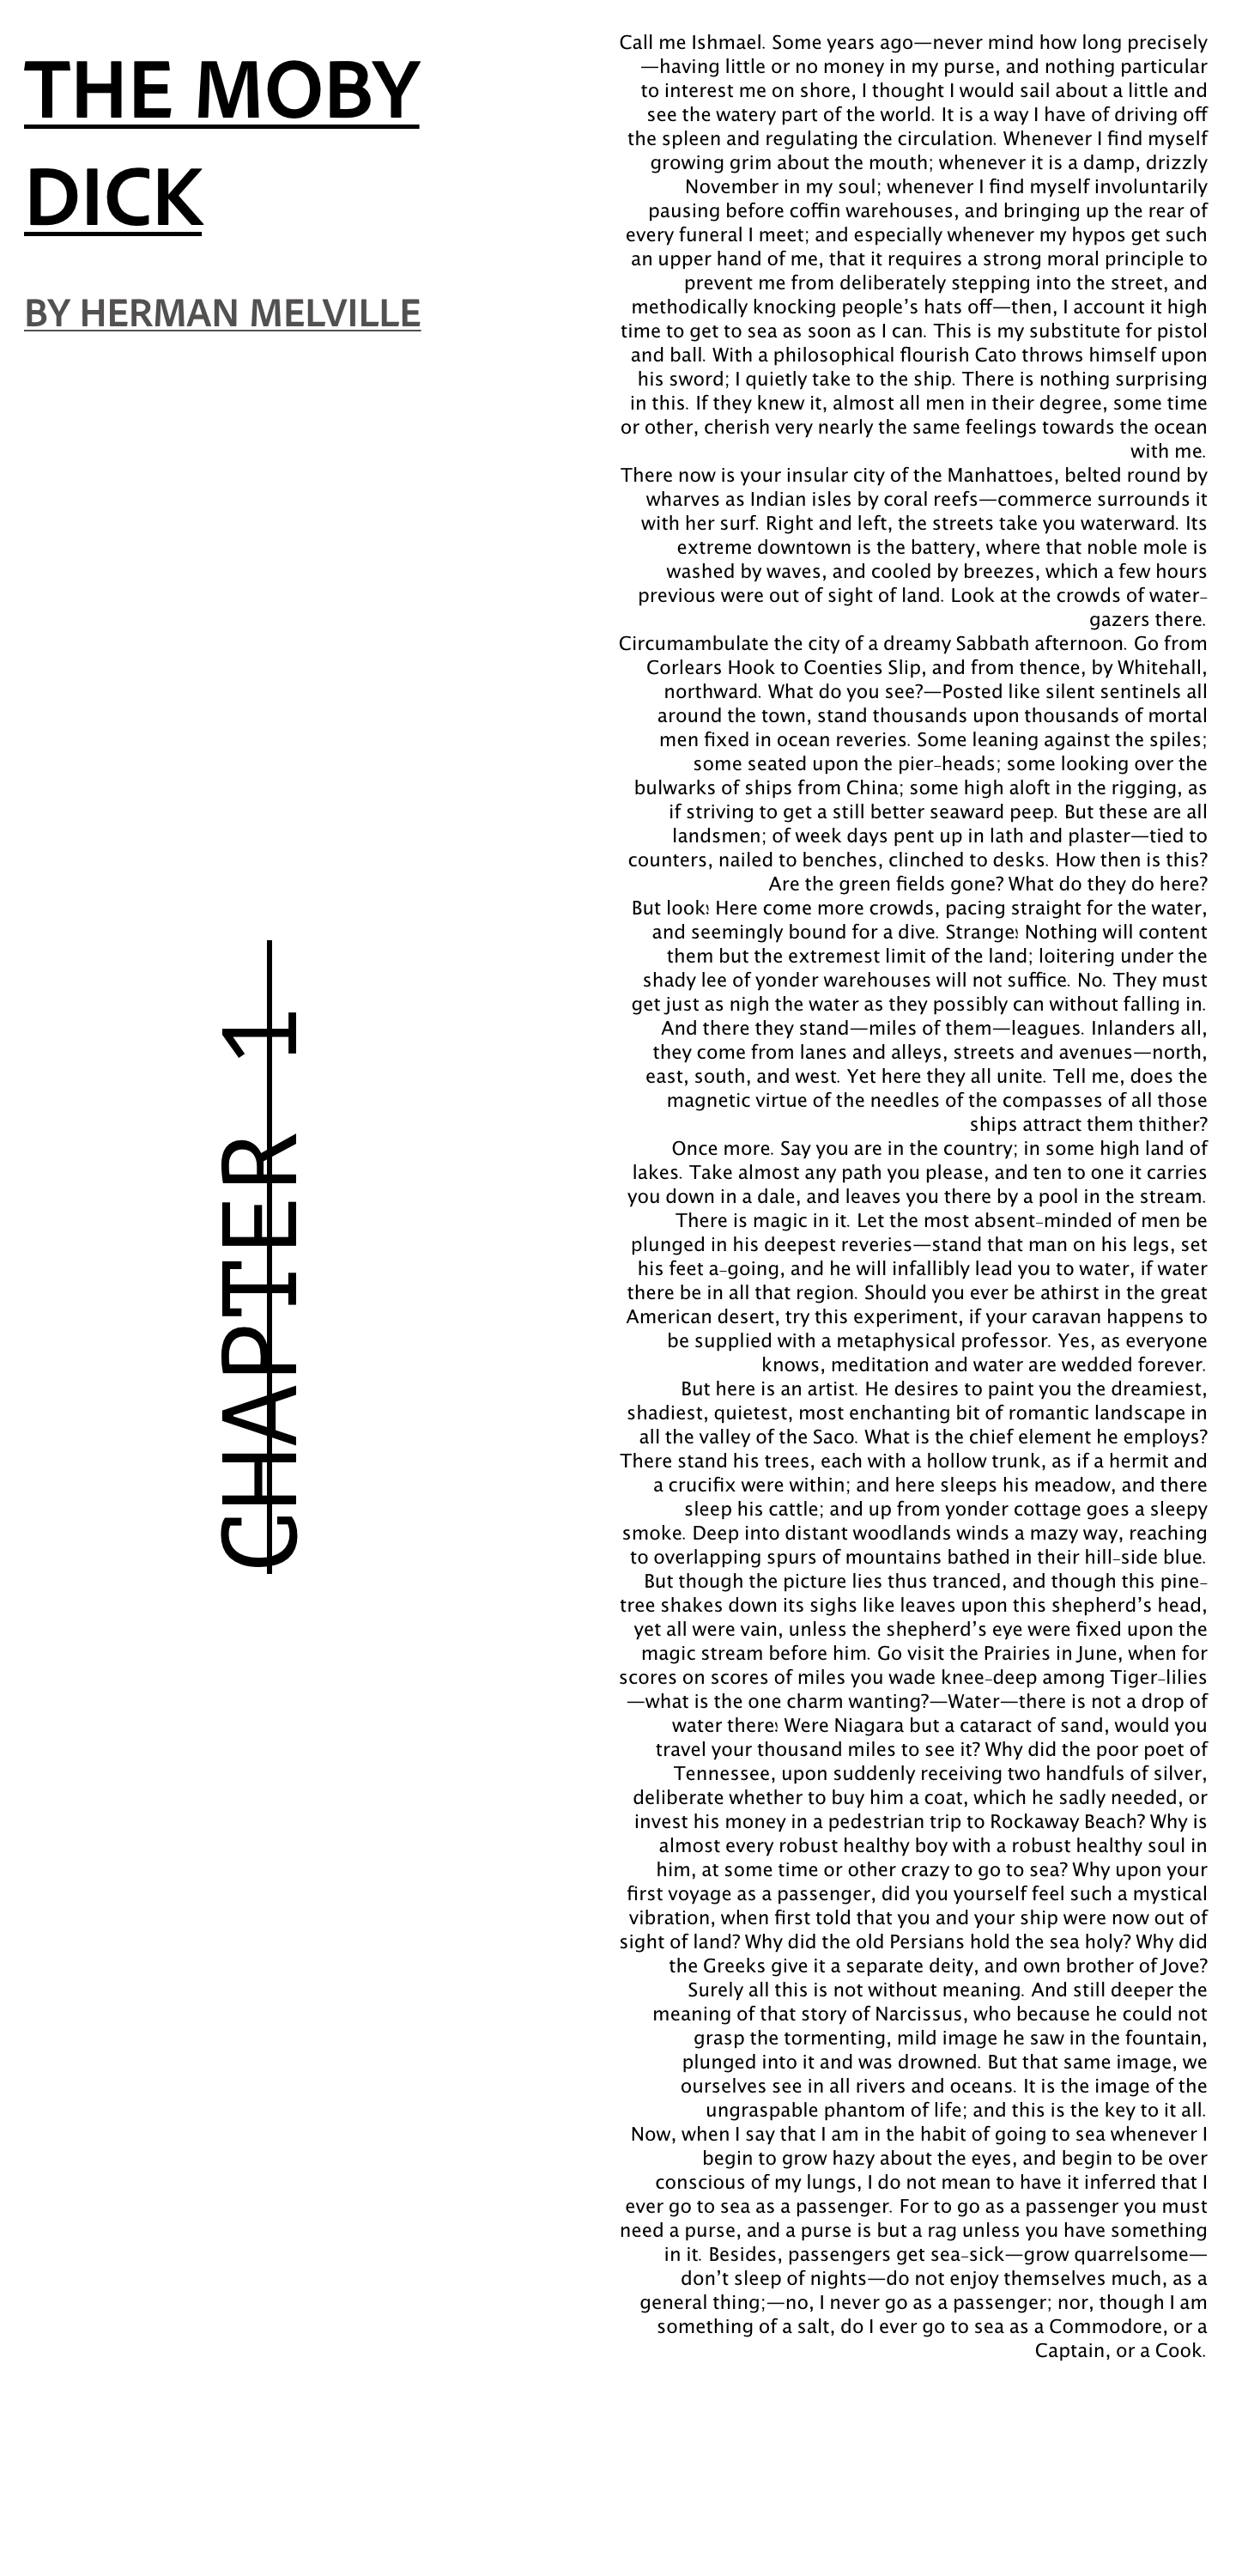 THE MOBY
DICK
BY HERMAN MELVILLE
CHAPTER 1
Call me Ishmael. Some years ago—never mind how long precisely
—having little or no money in my purse, and nothing particular
to interest me on shore, I thought I would sail about a little and
see the watery part of the world. It is a way I have of driving off
the spleen and regulating the circulation. Whenever I find myself
growing grim about the mouth; whenever it is a damp, drizzly
November in my soul; whenever I find myself involuntarily
pausing before coffin warehouses, and bringing up the rear of
every funeral I meet; and especially whenever my hypos get such
an upper hand of me, that it requires a strong moral principle to
prevent me from deliberately stepping into the street, and
methodically knocking people’s hats off—then, I account it high
time to get to sea as soon as I can. This is my substitute for pistol
and ball. With a philosophical flourish Cato throws himself upon
his sword; I quietly take to the ship. There is nothing surprising
in this. If they knew it, almost all men in their degree, some time
or other, cherish very nearly the same feelings towards the ocean
with me.
There now is your insular city of the Manhattoes, belted round by
wharves as Indian isles by coral reefs—commerce surrounds it
with her surf. Right and left, the streets take you waterward. Its
extreme downtown is the battery, where that noble mole is
washed by waves, and cooled by breezes, which a few hours
previous were out of sight of land. Look at the crowds of water-
gazers there.
Circumambulate the city of a dreamy Sabbath afternoon. Go from
Corlears Hook to Coenties Slip, and from thence, by Whitehall,
northward. What do you see?—Posted like silent sentinels all
around the town, stand thousands upon thousands of mortal
men fixed in ocean reveries. Some leaning against the spiles;
some seated upon the pier-heads; some looking over the
bulwarks of ships from China; some high aloft in the rigging, as
if striving to get a still better seaward peep. But these are all
landsmen; of week days pent up in lath and plaster—tied to
counters, nailed to benches, clinched to desks. How then is this?
Are the green fields gone? What do they do here?
But look! Here come more crowds, pacing straight for the water,
and seemingly bound for a dive. Strange! Nothing will content
them but the extremest limit of the land; loitering under the
shady lee of yonder warehouses will not suffice. No. They must
get just as nigh the water as they possibly can without falling in.
And there they stand—miles of them—leagues. Inlanders all,
they come from lanes and alleys, streets and avenues—north,
east, south, and west. Yet here they all unite. Tell me, does the
magnetic virtue of the needles of the compasses of all those
ships attract them thither?
Once more. Say you are in the country; in some high land of
lakes. Take almost any path you please, and ten to one it carries
you down in a dale, and leaves you there by a pool in the stream.
There is magic in it. Let the most absent-minded of men be
plunged in his deepest reveries—stand that man on his legs, set
his feet a-going, and he will infallibly lead you to water, if water
there be in all that region. Should you ever be athirst in the great
American desert, try this experiment, if your caravan happens to
be supplied with a metaphysical professor. Yes, as everyone
knows, meditation and water are wedded forever.
But here is an artist. He desires to paint you the dreamiest,
shadiest, quietest, most enchanting bit of romantic landscape in
all the valley of the Saco. What is the chief element he employs?
There stand his trees, each with a hollow trunk, as if a hermit and
a crucifix were within; and here sleeps his meadow, and there
sleep his cattle; and up from yonder cottage goes a sleepy
smoke. Deep into distant woodlands winds a mazy way, reaching
to overlapping spurs of mountains bathed in their hill-side blue.
But though the picture lies thus tranced, and though this pine-
tree shakes down its sighs like leaves upon this shepherd’s head,
yet all were vain, unless the shepherd’s eye were fixed upon the
magic stream before him. Go visit the Prairies in June, when for
scores on scores of miles you wade knee-deep among Tiger-lilies
—what is the one charm wanting?—Water—there is not a drop of
water there! Were Niagara but a cataract of sand, would you
travel your thousand miles to see it? Why did the poor poet of
Tennessee, upon suddenly receiving two handfuls of silver,
deliberate whether to buy him a coat, which he sadly needed, or
invest his money in a pedestrian trip to Rockaway Beach? Why is
almost every robust healthy boy with a robust healthy soul in
him, at some time or other crazy to go to sea? Why upon your
first voyage as a passenger, did you yourself feel such a mystical
vibration, when first told that you and your ship were now out of
sight of land? Why did the old Persians hold the sea holy? Why did
the Greeks give it a separate deity, and own brother of Jove?
Surely all this is not without meaning. And still deeper the
meaning of that story of Narcissus, who because he could not
grasp the tormenting, mild image he saw in the fountain,
plunged into it and was drowned. But that same image, we
ourselves see in all rivers and oceans. It is the image of the
ungraspable phantom of life; and this is the key to it all.
Now, when I say that I am in the habit of going to sea whenever I
begin to grow hazy about the eyes, and begin to be over
conscious of my lungs, I do not mean to have it inferred that I
ever go to sea as a passenger. For to go as a passenger you must
need a purse, and a purse is but a rag unless you have something
in it. Besides, passengers get sea-sick—grow quarrelsome—
don’t sleep of nights—do not enjoy themselves much, as a
general thing;—no, I never go as a passenger; nor, though I am
something of a salt, do I ever go to sea as a Commodore, or a
Captain, or a Cook.